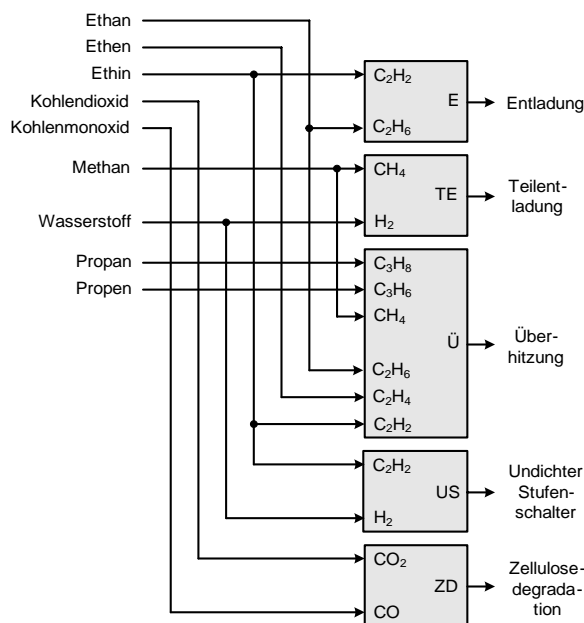 Ethan
Ethen
Ethin
Kohlendioxid
Kohlenmonoxid
Methan
Wasserstoff
Propan
Propen
C₂H₂
E
C₂H₆
Entladung
CH₄
TE
H₂
Teilent-
ladung
C₃H₈
C₃H₆
CH₄
Ü
C₂H₆
C₂H₄
C₂H₂
Über-
hitzung
C₂H₂
US
H₂
Undichter
Stufen-
schalter
CO₂
ZD
CO
Zellulose-
degrada-
tion